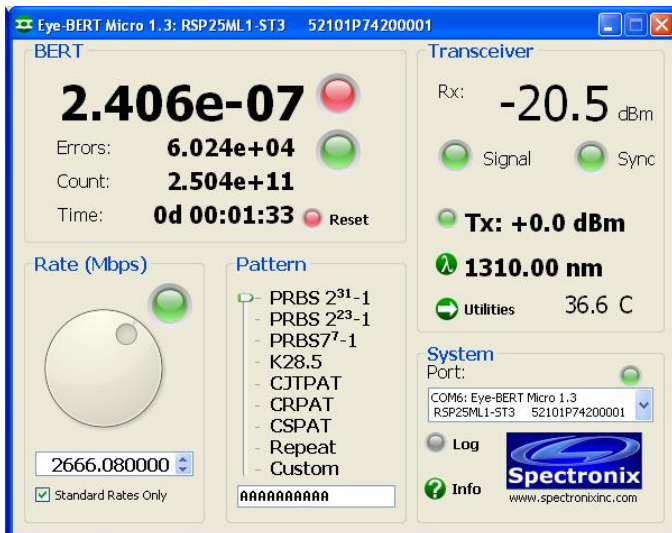 Eye-BERT Micro 1.3: RSP25ML1-ST3 52101P74200001
BERT
2.406e-07
Errors: 6.024e+04
Count: 2.504e+11
Time: 0d 00:01:33 Reset
Transceiver
Rx: -20.5 dBm
Signal Sync
Tx: +0.0 dBm
λ 1310.00 nm
Utilities 36.6 C
Rate (Mbps)
2666.080000
Standard Rates Only
Pattern
PRBS 2³¹-1
PRBS 2²³-1
PRBS7⁷-1
K28.5
CJTPAT
CRPAT
CSPAT
Repeat
Custom
AAAAAAAAAA
System
Port:
COM6: Eye-BERT Micro 1.3
RSP25ML1-ST3 52101P74200001
Log
? Info
Spectronix
www.spectronixinc.com